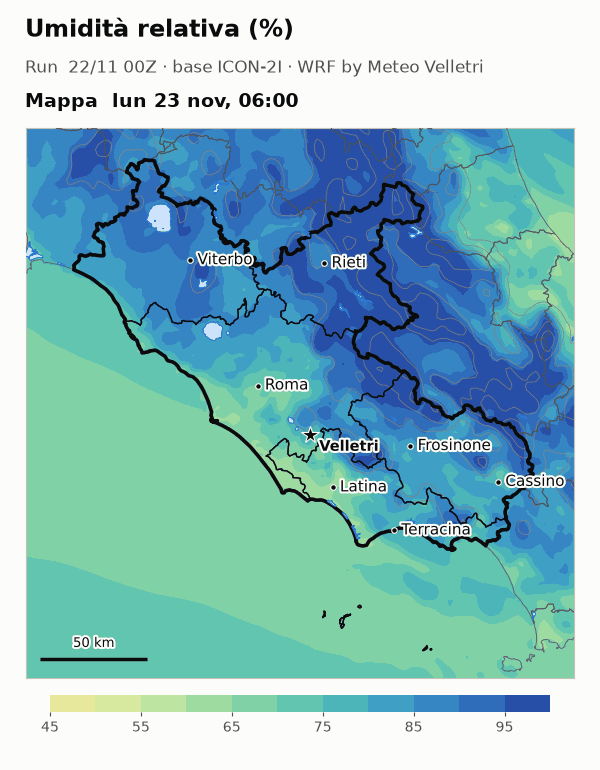 Umidità relativa (%)
Run  22/11 00Z · base ICON-2I · WRF by Meteo Velletri
Mappa  lun 23 nov, 06:00
Viterbo
Rieti
Roma
Velletri
Frosinone
Cassino
Latina
Terracina
50 km
45 55 65 75 85 95